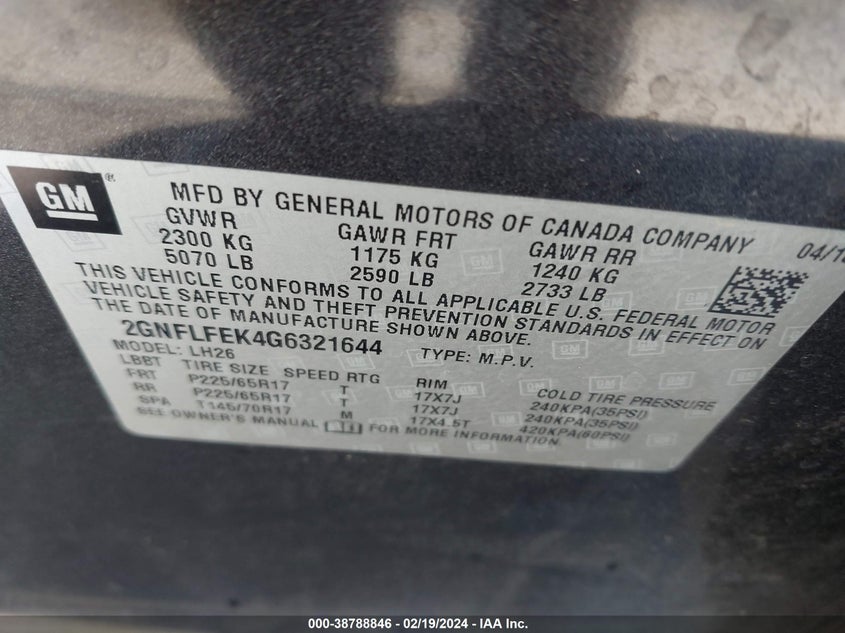 GM ®
MFD BY GENERAL MOTORS OF CANADA COMPANY 04/1
GVWR GAWR FRT GAWR RR
2300 KG 1175 KG 1240 KG
5070 LB 2590 LB 2733 LB
THIS VEHICLE CONFORMS TO ALL APPLICABLE U.S. FEDERAL MOTOR
VEHICLE SAFETY AND THEFT PREVENTION STANDARDS IN EFFECT ON
THE DATE OF MANUFACTURE SHOWN ABOVE.
2GNFLFEK4G6321644 TYPE: M.P.V.
MODEL: LH26
LBBT TIRE SIZE SPEED RTG RIM COLD TIRE PRESSURE
FRT P225/65R17 T 17X7J 240KPA(35PSI)
RR P225/65R17 T 17X7J 240KPA(35PSI)
SPA T145/70R17 M 17X4.5T 420KPA(60PSI)
SEE OWNER'S MANUAL FOR MORE INFORMATION.
000-38788846 - 02/19/2024 - IAA Inc.